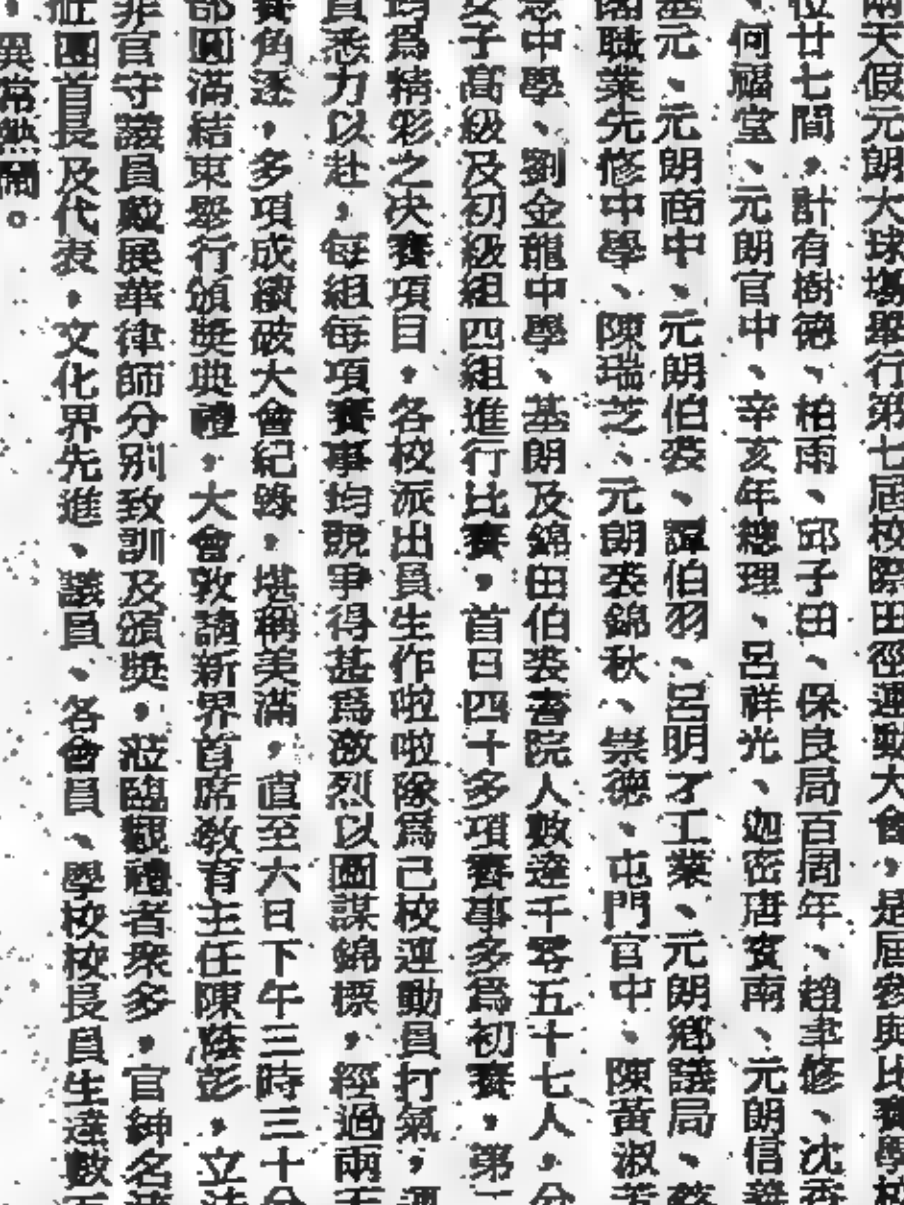 兩天假元朗大球塲舉行第七屆校際田徑運動大會，是屆參與比賽學校
位廿七間，計有樹德、柏雨、邱子田、保良局百周年、趙聿修、沈香
、何福堂、元朗官中、辛亥年總理、呂祥光、迦密唐賓南、元朗信義
基元、元朗商中、元朗伯裘、譚伯羽、呂明才工業、元朗鄉議局、
閣職業先修中學、陳瑞芝、元朗裘錦秋、崇德、屯門官中、陳黃淑芳
念中學、劉金龍中學、基朗及錦田伯裘書院人數達千零五十七人，分
女子高級及初級組四組進行比賽，首日四十多項賽事多爲初賽，第二
均爲精彩之决賽項目，各校派出員生作啦啦隊爲己校運動員打氣，運
員悉力以赴，每組每項賽事均競爭得甚爲激烈以圖謀錦標，經過兩天
賽角逐，多項成績破大會紀錄，堪稱美滿，直至六日下午三時三十分
部圓滿結束舉行頒獎典禮，大會敦請新界首席教育主任陳蔭彭，立法
非官守議員戴展華律師分別致訓及頒獎，蒞臨觀禮者衆多，官紳名流
社團首長及代表，文化界先進、議員、各會員、學校校長員生達數百
，異常熱鬧。